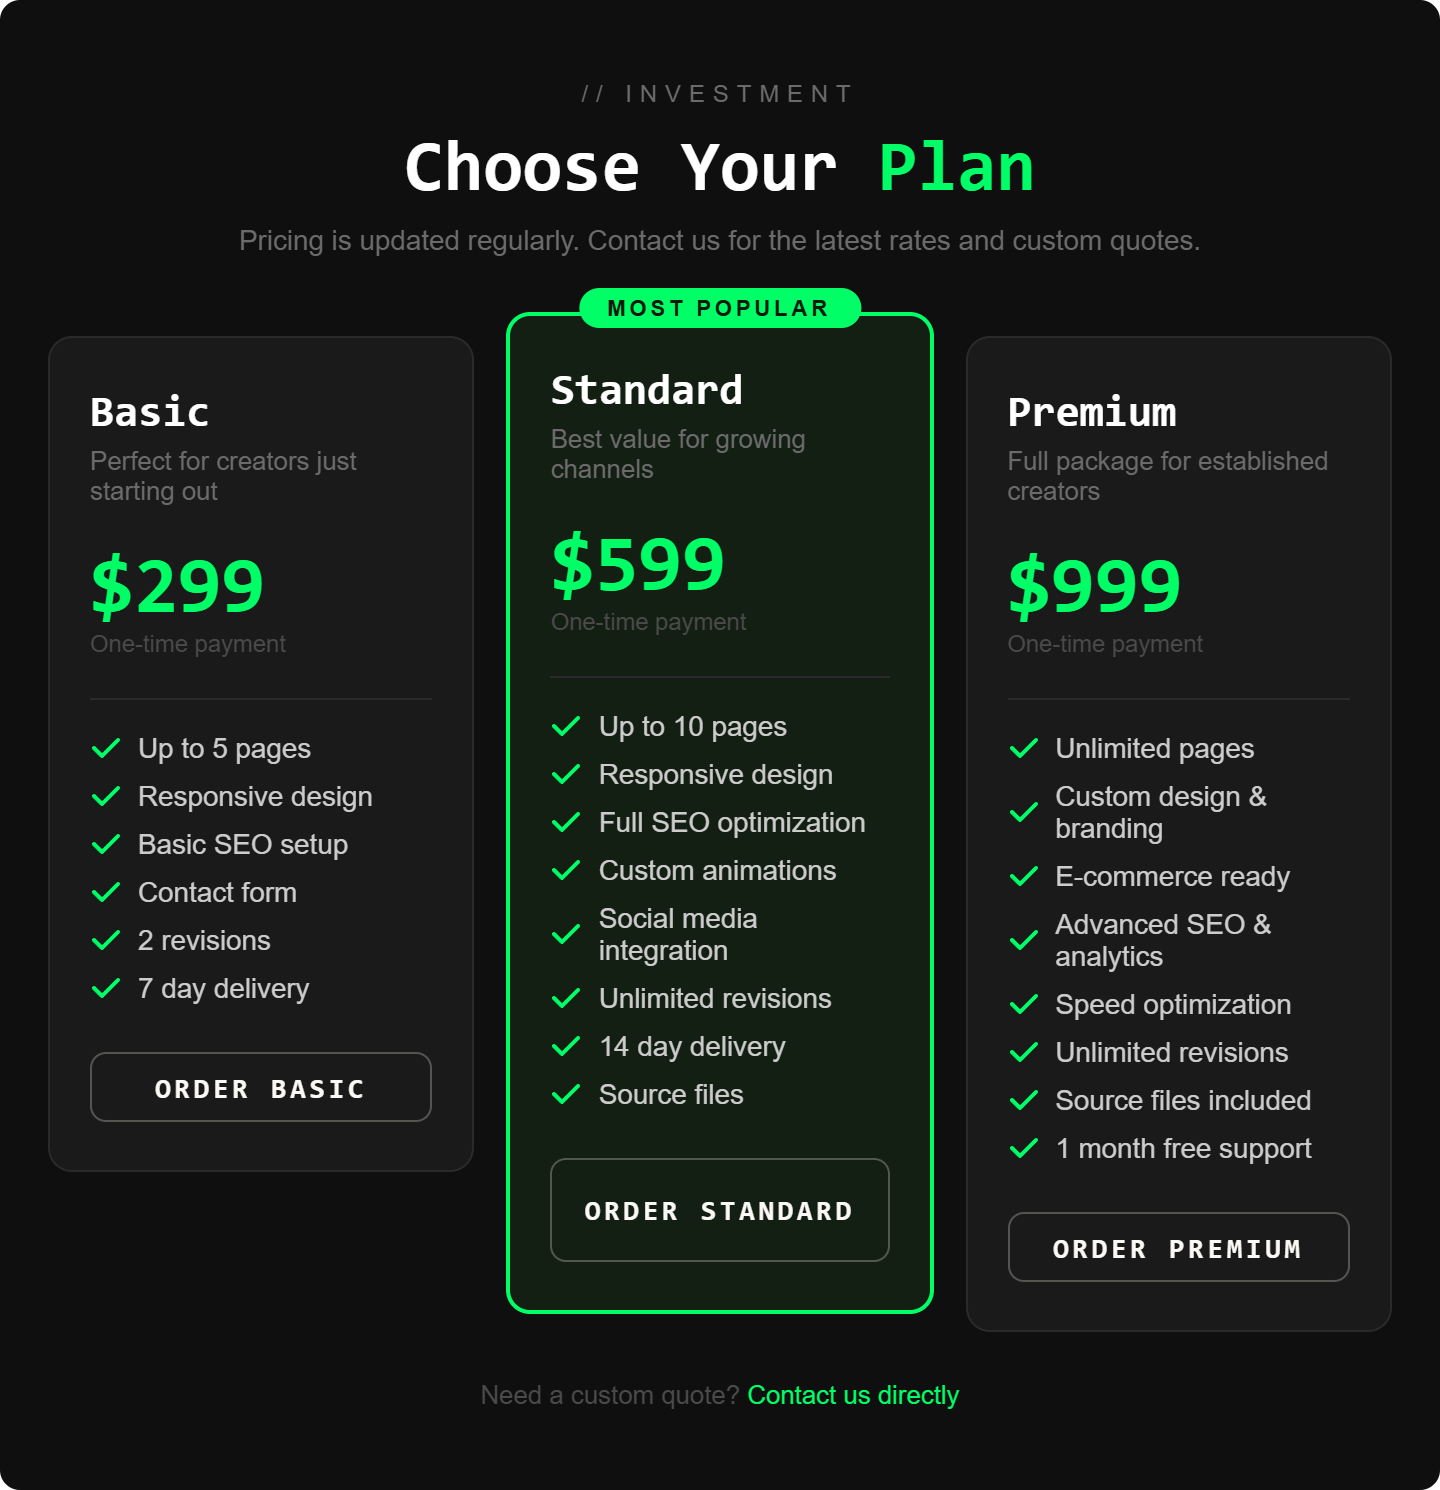 // INVESTMENT
Choose Your Plan
Pricing is updated regularly. Contact us for the latest rates and custom quotes.
Basic
Perfect for creators just
starting out
$299
One-time payment
Up to 5 pages
Responsive design
Basic SEO setup
Contact form
2 revisions
7 day delivery
ORDER BASIC
MOST POPULAR
Standard
Best value for growing
channels
$599
One-time payment
Up to 10 pages
Responsive design
Full SEO optimization
Custom animations
Social media
integration
Unlimited revisions
14 day delivery
Source files
ORDER STANDARD
Premium
Full package for established
creators
$999
One-time payment
Unlimited pages
Custom design &
branding
E-commerce ready
Advanced SEO &
analytics
Speed optimization
Unlimited revisions
Source files included
1 month free support
ORDER PREMIUM
Need a custom quote? Contact us directly